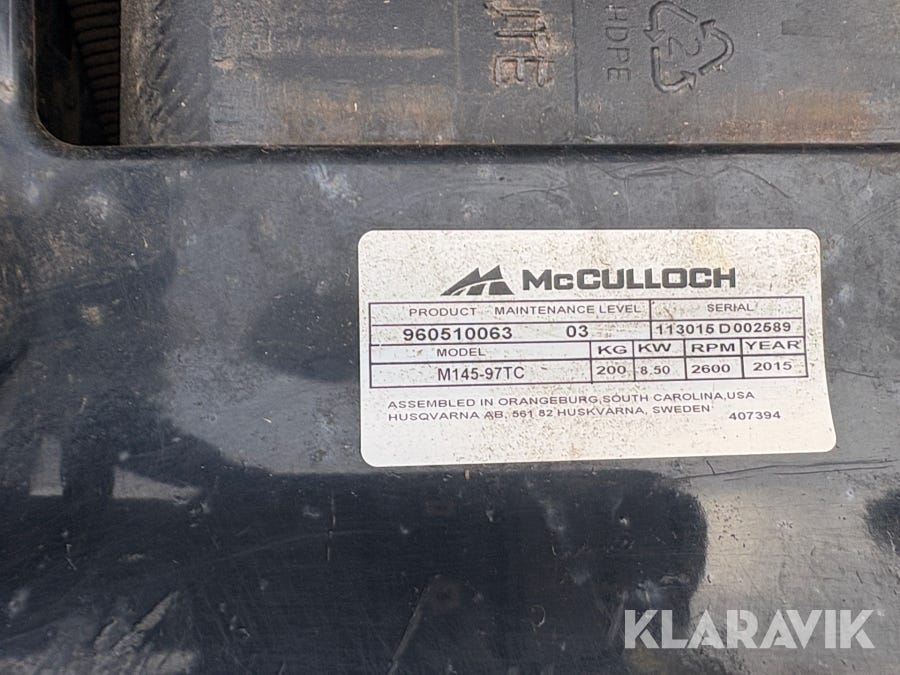 HDPE
2
McCULLOCH
PRODUCT MAINTENANCE LEVEL SERIAL
960510063 03 113015 D 002589
MODEL KG KW RPM YEAR
M145-97TC 200 8.50 2600 2015
ASSEMBLED IN ORANGEBURG,SOUTH CAROLINA,USA
HUSQVARNA AB, 561 82 HUSKVARNA, SWEDEN 407394
KLARAVIK